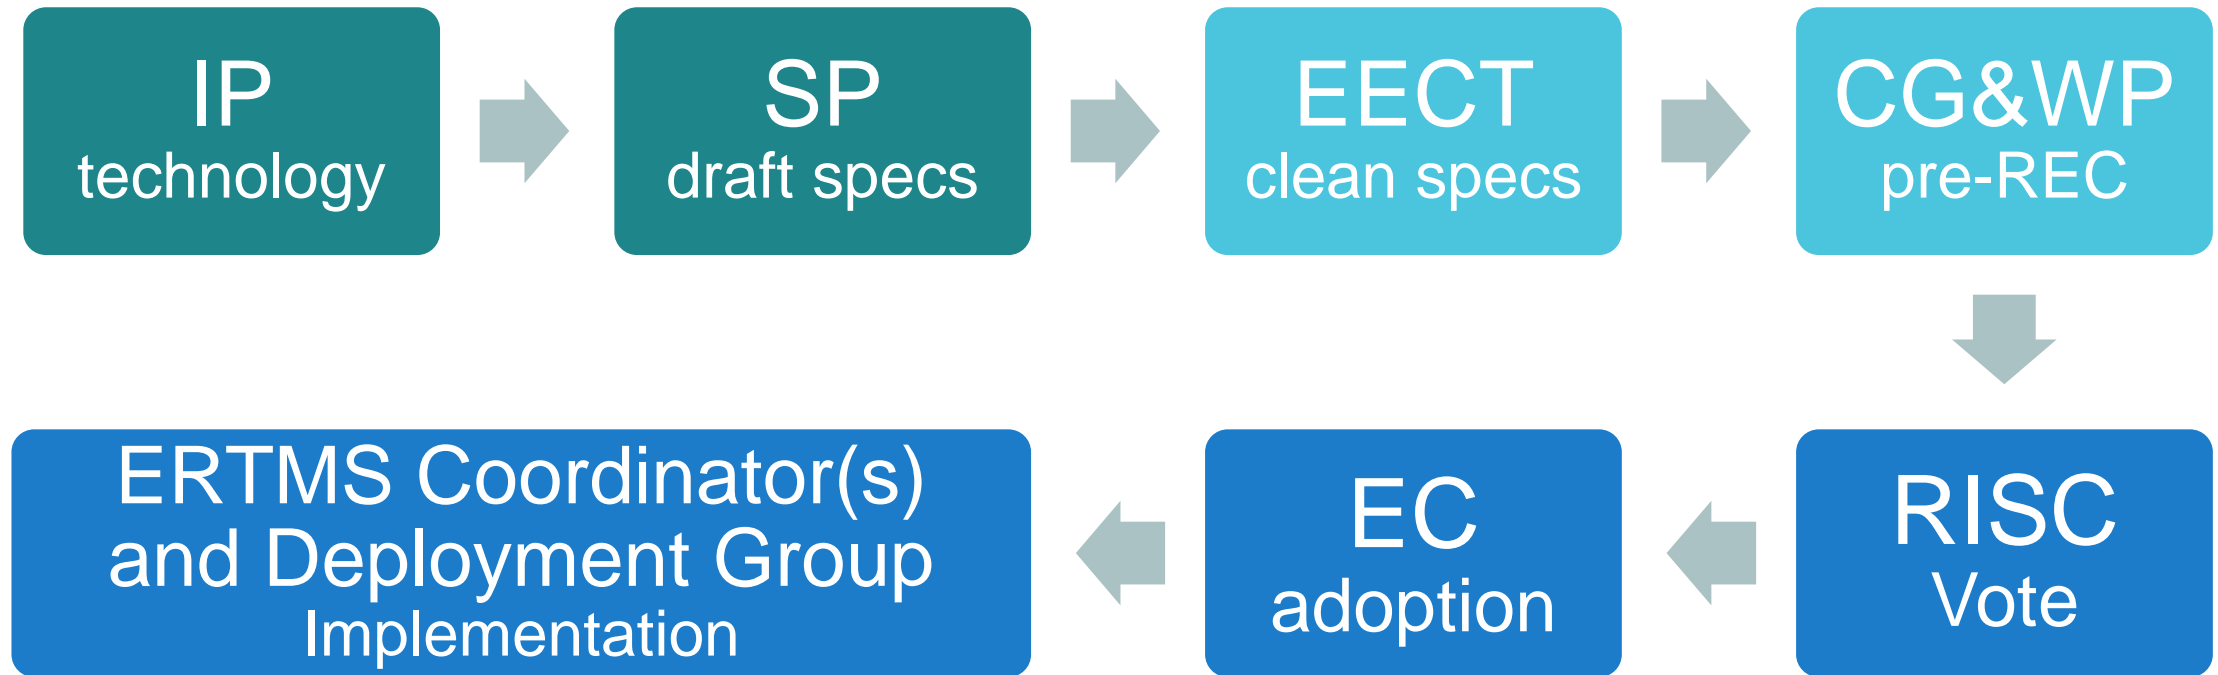 IP
technology
SP
draft specs
EECT
clean specs
CG&WP
pre-REC
RISC
Vote
EC
adoption
ERTMS Coordinator(s)
and Deployment Group
Implementation